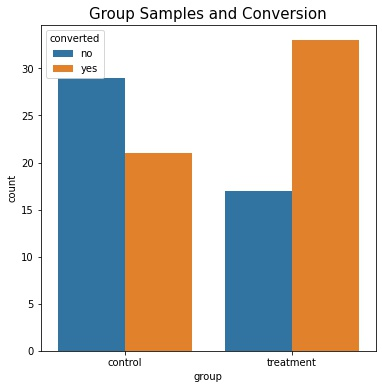 Group Samples and Conversion
converted
no
yes
30
25
20
15
10
5
0
count
control
treatment
group